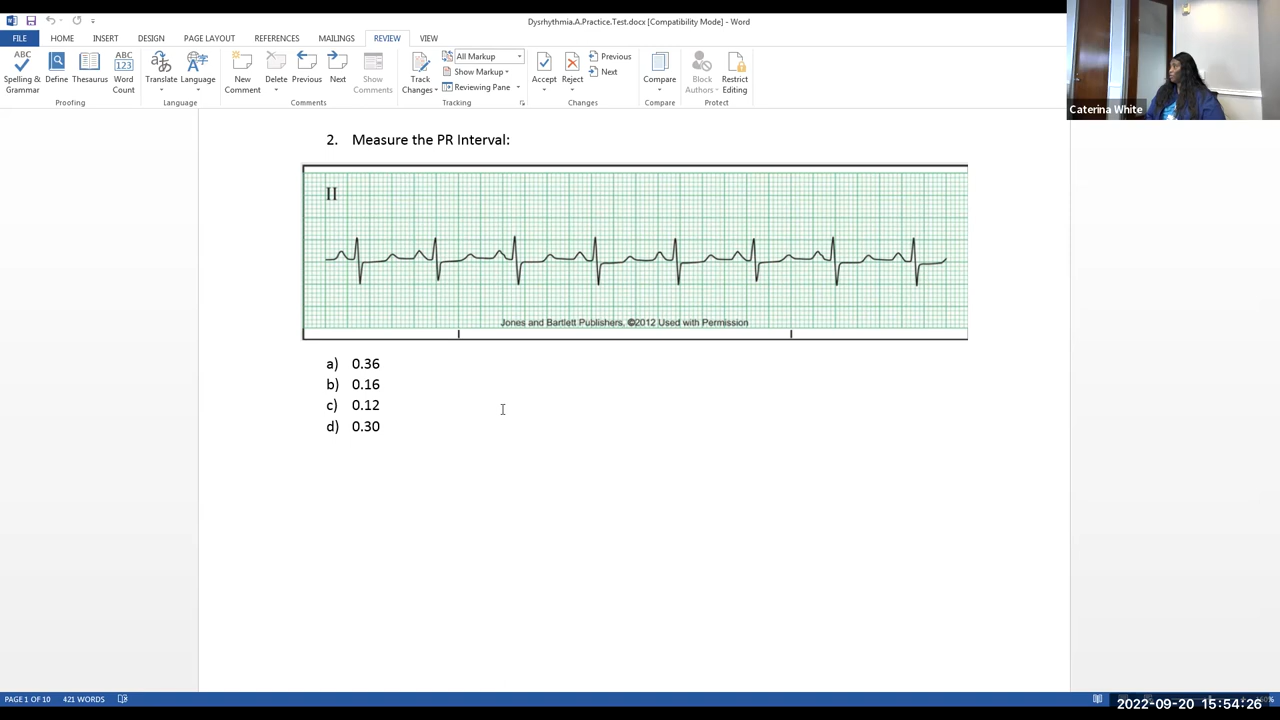 Dysrhythmia.A.Practice.Test.docx [Compatibility Mode] - Word
FILE HOME INSERT DESIGN PAGE LAYOUT REFERENCES MAILINGS REVIEW VIEW
ABC
Spelling & Grammar
Define
Thesaurus
ABC 123
Word Count
Proofing
Translate
Language
Language
New Comment
Delete
Previous
Next
Show Comments
Comments
Track Changes
All Markup
Show Markup
Reviewing Pane
Tracking
Accept
Reject
Previous
Next
Changes
Compare
Compare
Block Authors
Restrict Editing
Protect
Caterina White
2. Measure the PR Interval:
II
Jones and Bartlett Publishers, ©2012 Used with Permission
a) 0.36
b) 0.16
c) 0.12
d) 0.30
PAGE 1 OF 10 421 WORDS
2022-09-20 15:54:26